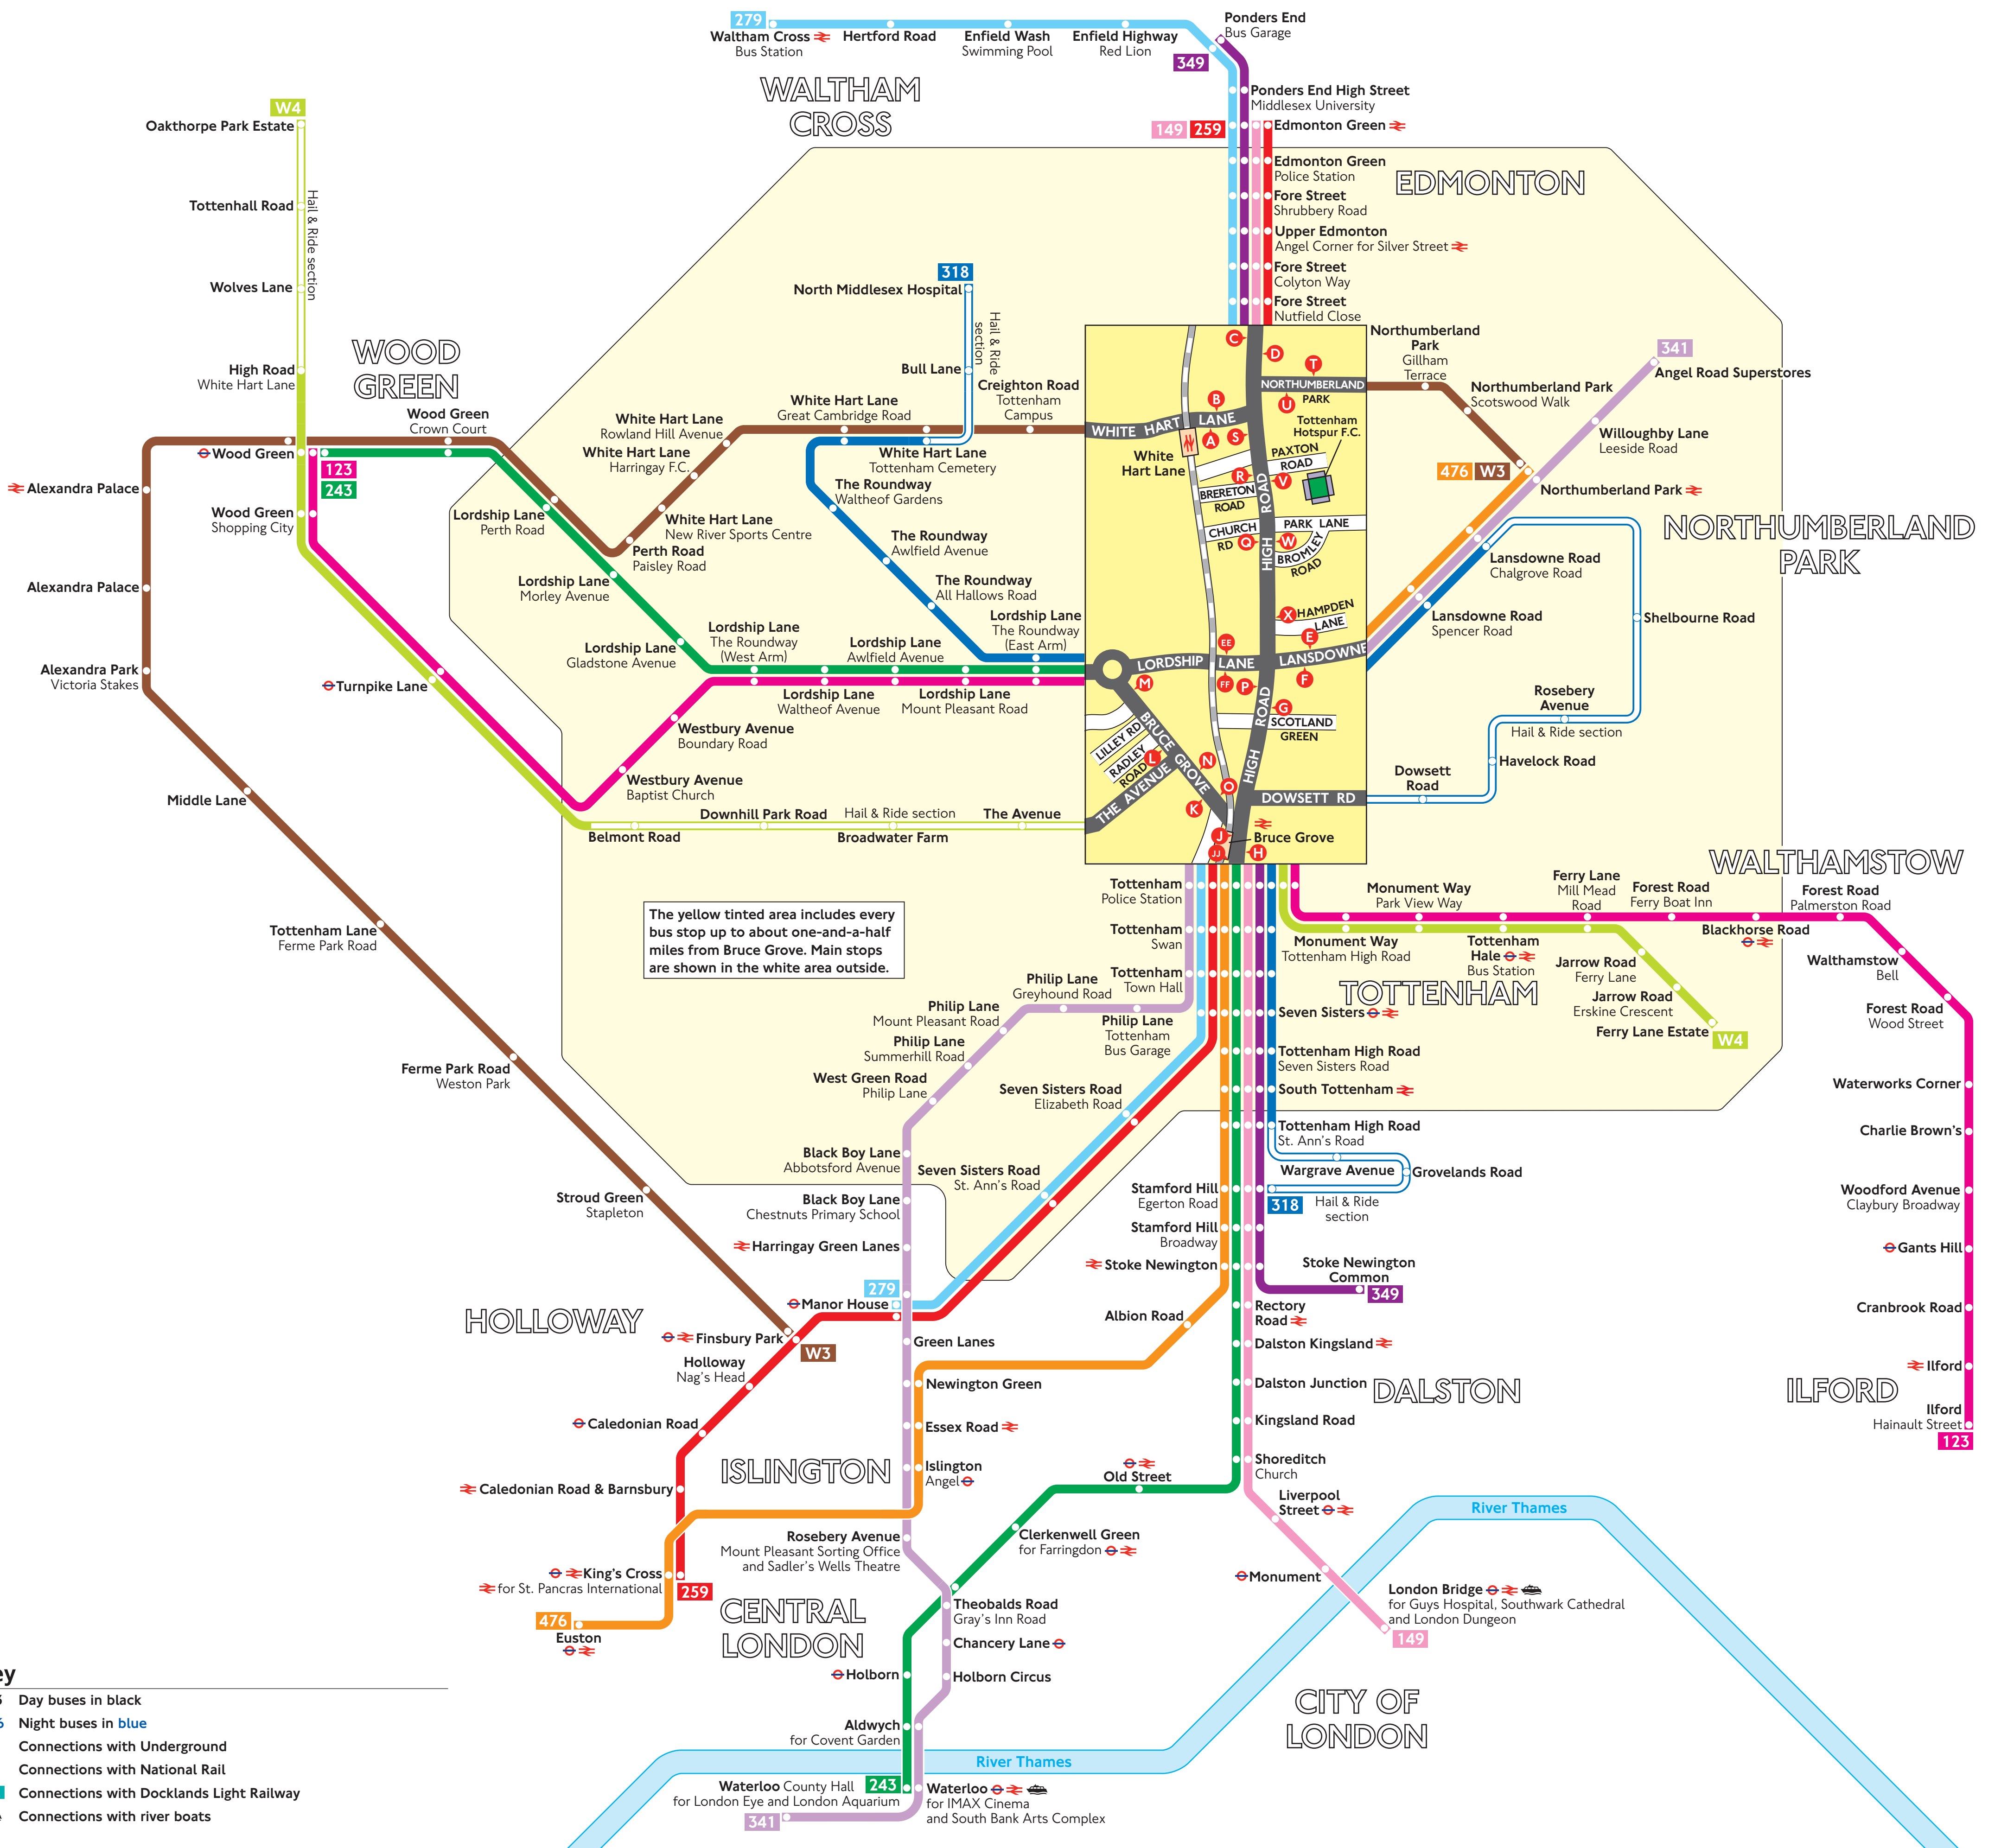 279
Waltham Cross
Bus Station
Hertford Road
Enfield Wash
Swimming Pool
Enfield Highway
Red Lion
Ponders End
Bus Garage
349
WALTHAM
CROSS
Ponders End High Street
Middlesex University
149 259
Edmonton Green
Edmonton Green
Police Station
EDMONTON
Fore Street
Shrubbery Road
Upper Edmonton
Angel Corner for Silver Street
Fore Street
Colyton Way
Fore Street
Nutfield Close
W4
Oakthorpe Park Estate
Tottenhall Road
Hail & Ride section
Wolves Lane
High Road
White Hart Lane
WOOD
GREEN
Wood Green
Crown Court
Wood Green
123
243
Alexandra Palace
Wood Green
Shopping City
Alexandra Palace
Alexandra Park
Victoria Stakes
Turnpike Lane
Middle Lane
Tottenham Lane
Ferme Park Road
Ferme Park Road
Weston Park
Stroud Green
Stapleton
318
North Middlesex Hospital
Hail & Ride
section
Bull Lane
Creighton Road
Tottenham
Campus
White Hart Lane
Great Cambridge Road
White Hart Lane
Rowland Hill Avenue
White Hart Lane
Harringay F.C.
White Hart Lane
Tottenham Cemetery
The Roundway
Waltheof Gardens
White Hart Lane
New River Sports Centre
Lordship Lane
Perth Road
Perth Road
Paisley Road
The Roundway
Awlfield Avenue
Lordship Lane
Morley Avenue
The Roundway
All Hallows Road
Lordship Lane
The Roundway
(East Arm)
Lordship Lane
The Roundway
(West Arm)
Lordship Lane
Awlfield Avenue
Lordship Lane
Gladstone Avenue
Lordship Lane
Waltheof Avenue
Lordship Lane
Mount Pleasant Road
Westbury Avenue
Boundary Road
Westbury Avenue
Baptist Church
Downhill Park Road
Hail & Ride section
The Avenue
Belmont Road
Broadwater Farm
C
D
T
NORTHUMBERLAND
PARK
U
B
WHITE HART LANE
A
S
Tottenham
Hotspur F.C.
White
Hart Lane
PAXTON
ROAD
R
V
BRERETON
ROAD
CHURCH
RD
Q
PARK LANE
W
BROMLEY
ROAD
HIGH ROAD
X
HAMPDEN
LANE
E
EE
LORDSHIP LANE
LANSDOWNE
M
FF
P
F
G
SCOTLAND
GREEN
HIGH ROAD
BRUCE GROVE
LILLEY RD
RADLEY
ROAD
L
N
THE AVENUE
O
K
DOWSETT RD
J
Bruce Grove
JJ
H
Northumberland
Park
Gillham
Terrace
341
Angel Road Superstores
Northumberland Park
Scotswood Walk
Willoughby Lane
Leeside Road
476 W3
Northumberland Park
NORTHUMBERLAND
PARK
Lansdowne Road
Chalgrove Road
Lansdowne Road
Spencer Road
Shelbourne Road
Rosebery
Avenue
Hail & Ride section
Havelock Road
Dowsett
Road
The yellow tinted area includes every
bus stop up to about one-and-a-half
miles from Bruce Grove. Main stops
are shown in the white area outside.
Tottenham
Police Station
Tottenham
Swan
Tottenham
Town Hall
Philip Lane
Greyhound Road
Philip Lane
Mount Pleasant Road
Philip Lane
Tottenham
Bus Garage
Philip Lane
Summerhill Road
West Green Road
Philip Lane
Seven Sisters Road
Elizabeth Road
Black Boy Lane
Abbotsford Avenue
Seven Sisters Road
St. Ann's Road
Black Boy Lane
Chestnuts Primary School
Harringay Green Lanes
WALTHAMSTOW
Monument Way
Park View Way
Ferry Lane
Mill Mead
Road
Forest Road
Ferry Boat Inn
Forest Road
Palmerston Road
Monument Way
Tottenham High Road
Tottenham
Hale
Bus Station
Blackhorse Road
Jarrow Road
Ferry Lane
Walthamstow
Bell
TOTTENHAM
Jarrow Road
Erskine Crescent
Ferry Lane Estate
W4
Forest Road
Wood Street
Seven Sisters
Tottenham High Road
Seven Sisters Road
South Tottenham
Tottenham High Road
St. Ann's Road
Wargrave Avenue
Grovelands Road
318
Hail & Ride
section
Stamford Hill
Egerton Road
Stamford Hill
Broadway
Stoke Newington
Stoke Newington
Common
349
Waterworks Corner
Charlie Brown's
Woodford Avenue
Claybury Broadway
Gants Hill
Cranbrook Road
Ilford
ILFORD
Ilford
Hainault Street
123
HOLLOWAY
279
Manor House
Finsbury Park
W3
Green Lanes
Albion Road
Rectory
Road
Dalston Kingsland
Holloway
Nag's Head
Newington Green
Dalston Junction
DALSTON
Caledonian Road
Essex Road
Kingsland Road
ISLINGTON
Islington
Angel
Old Street
Shoreditch
Church
Caledonian Road & Barnsbury
Liverpool
Street
River Thames
Rosebery Avenue
Mount Pleasant Sorting Office
and Sadler's Wells Theatre
Clerkenwell Green
for Farringdon
King's Cross
for St. Pancras International
259
Monument
London Bridge
for Guys Hospital, Southwark Cathedral
and London Dungeon
149
476
Euston
CENTRAL
LONDON
Theobalds Road
Gray's Inn Road
Chancery Lane
Holborn
Holborn Circus
CITY OF
LONDON
Aldwych
for Covent Garden
River Thames
Waterloo County Hall
for London Eye and London Aquarium
243
Waterloo
for IMAX Cinema
and South Bank Arts Complex
341
ey
Day buses in black
Night buses in blue
Connections with Underground
Connections with National Rail
Connections with Docklands Light Railway
Connections with river boats